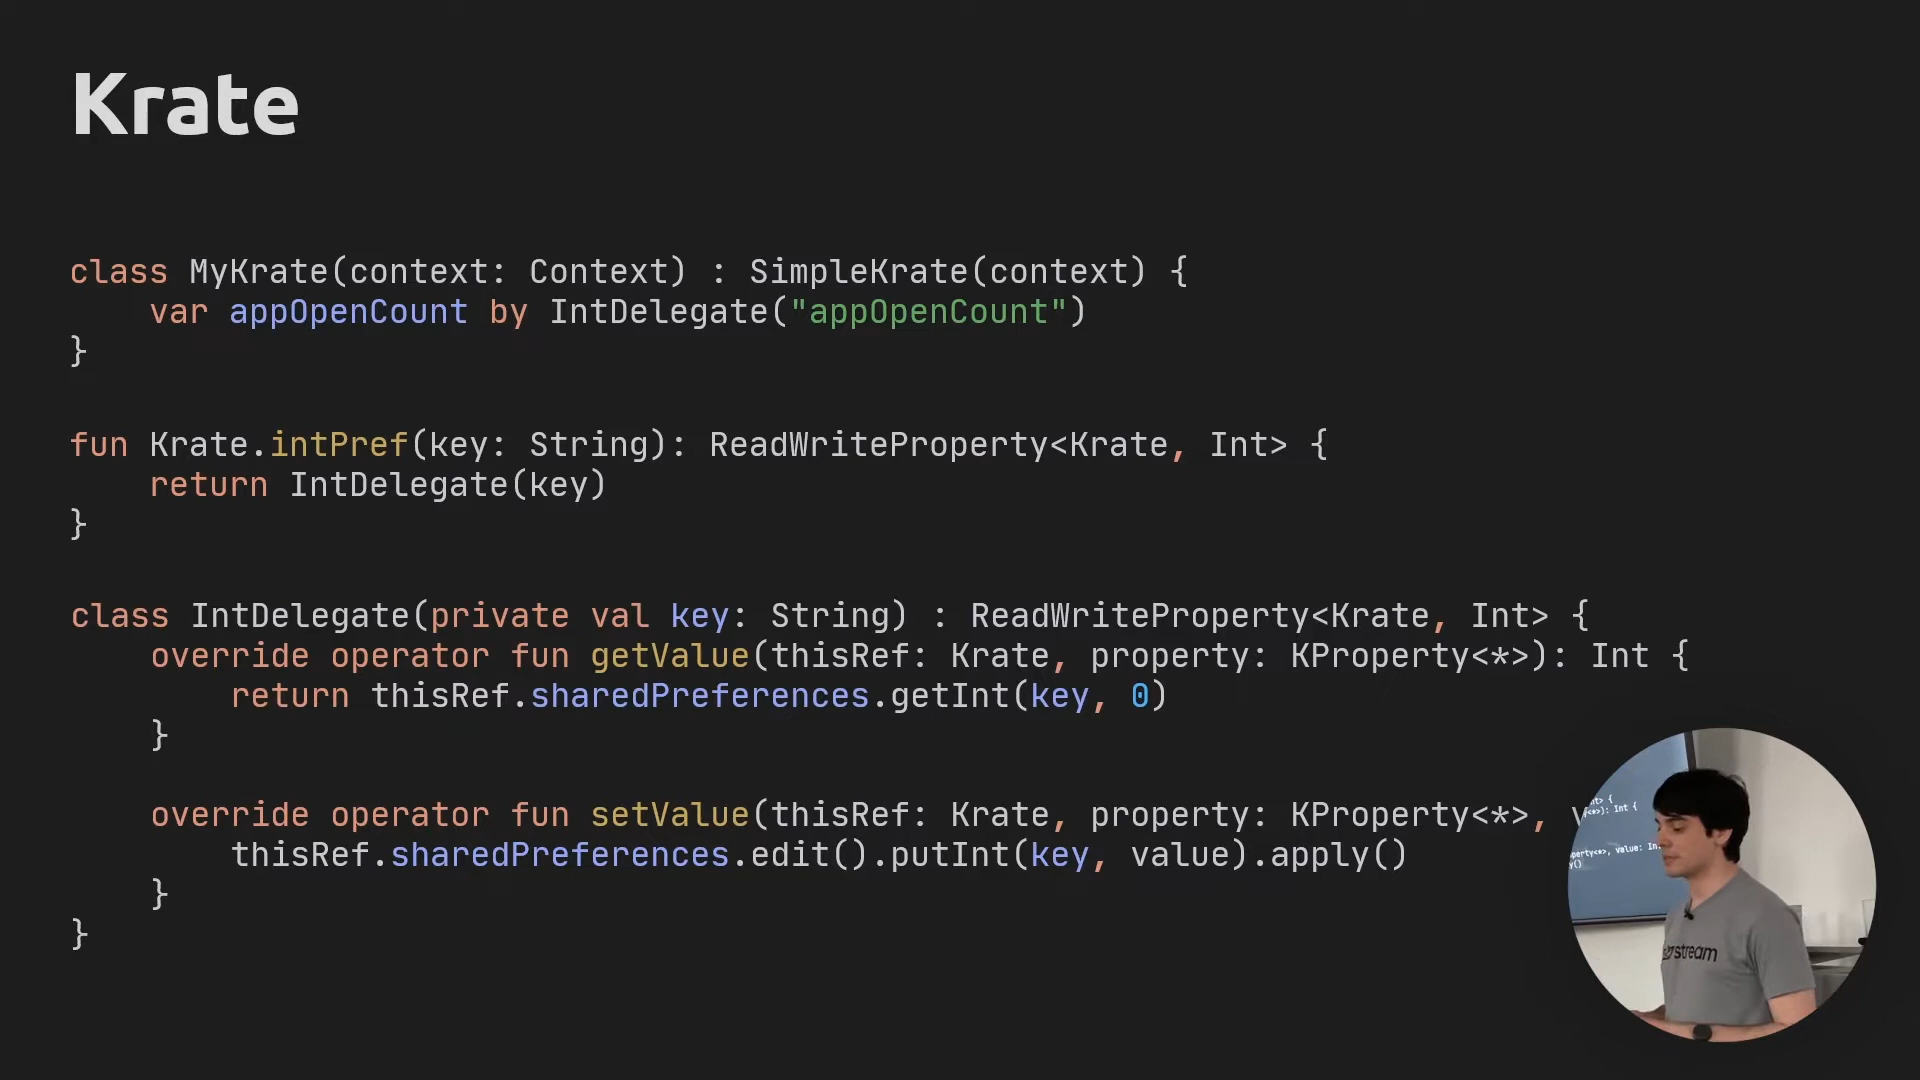 Krate
class MyKrate(context: Context) : SimpleKrate(context) {
    var appOpenCount by IntDelegate("appOpenCount")
}
fun Krate.intPref(key: String): ReadWriteProperty<Krate, Int> {
    return IntDelegate(key)
}
class IntDelegate(private val key: String) : ReadWriteProperty<Krate, Int> {
    override operator fun getValue(thisRef: Krate, property: KProperty<*>): Int {
        return thisRef.sharedPreferences.getInt(key, 0)
    }
    override operator fun setValue(thisRef: Krate, property: KProperty<*>,
        thisRef.sharedPreferences.edit().putInt(key, value).apply()
    }
}
stream